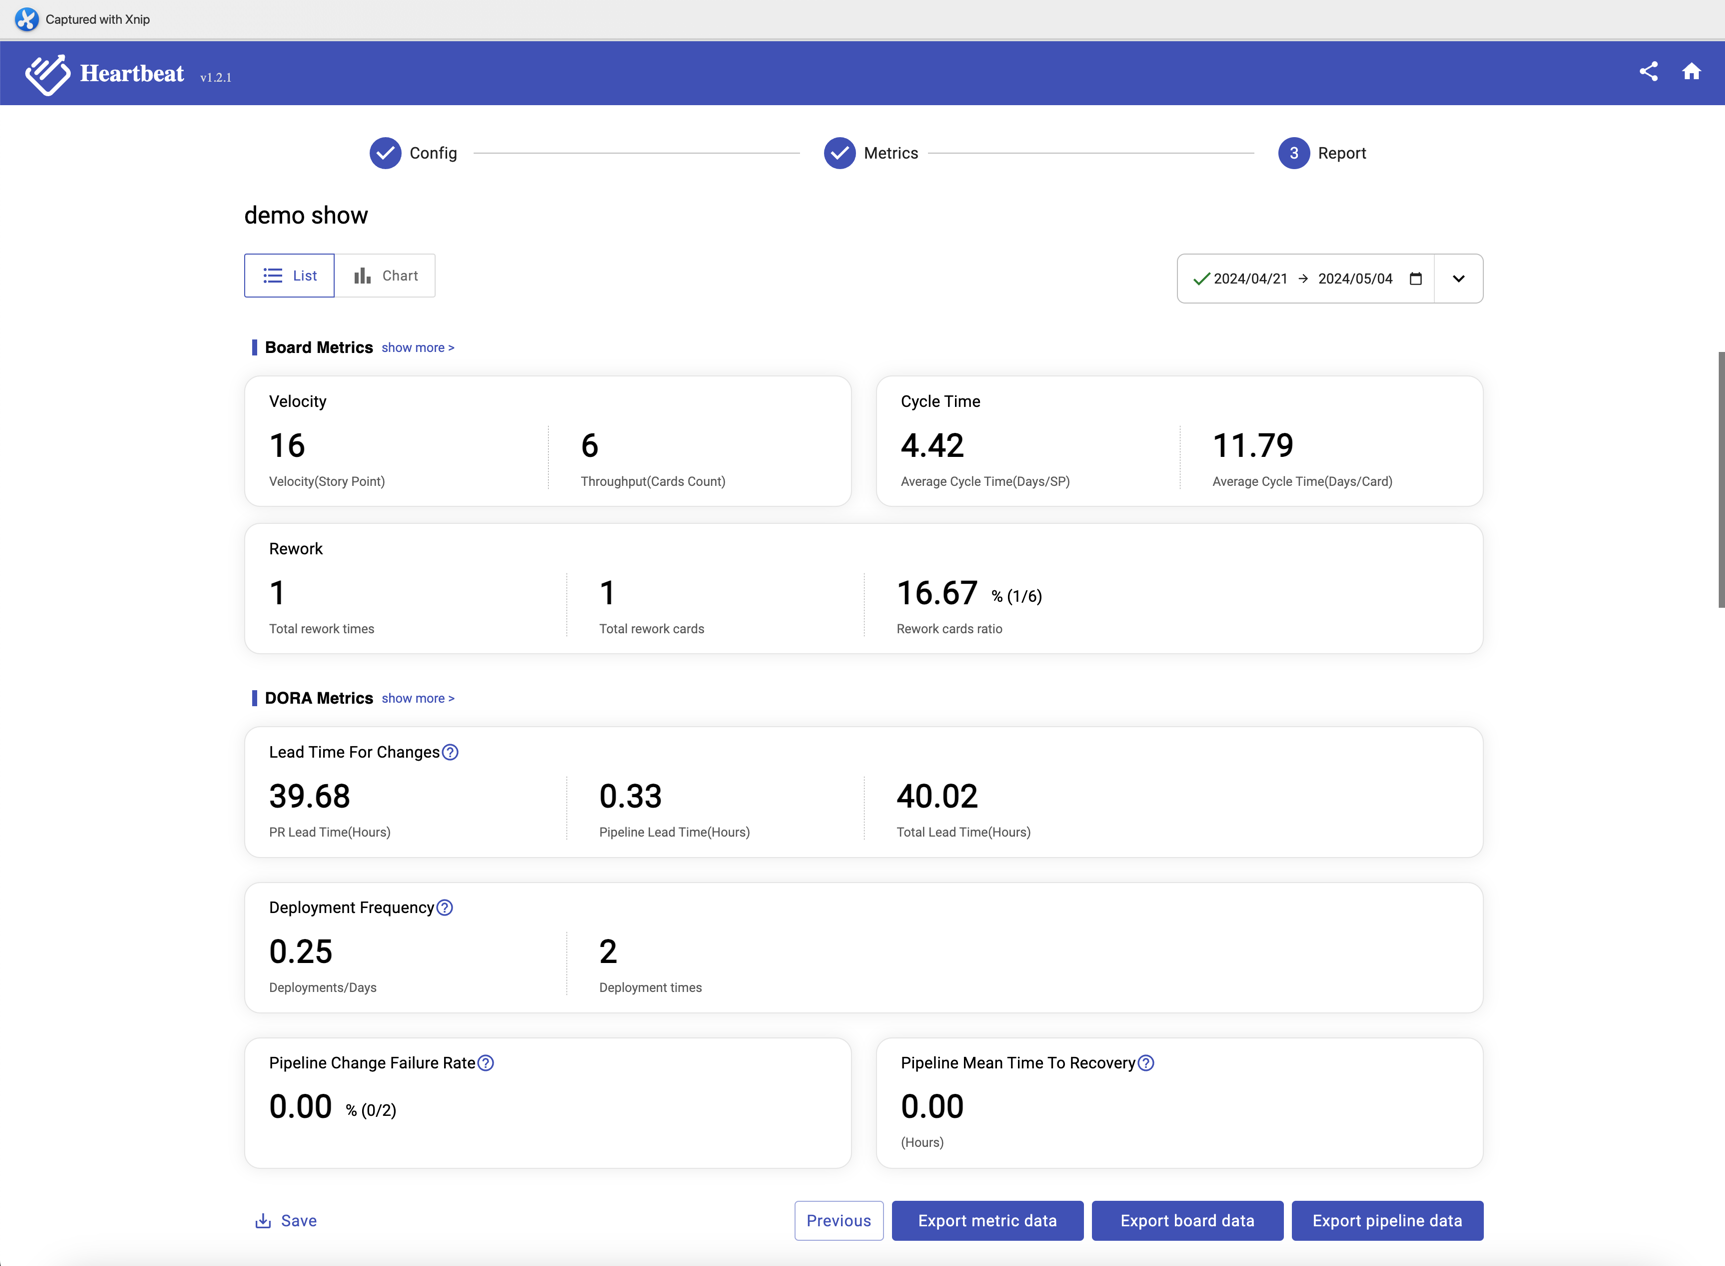 Captured with Xnip
Heartbeat v1.2.1
Config Metrics 3 Report
demo show
List Chart 2024/04/21 → 2024/05/04
Board Metrics show more >
Velocity Cycle Time
16 6 4.42 11.79
Velocity(Story Point) Throughput(Cards Count) Average Cycle Time(Days/SP) Average Cycle Time(Days/Card)
Rework
1 1 16.67 % (1/6)
Total rework times Total rework cards Rework cards ratio
DORA Metrics show more >
Lead Time For Changes?
39.68 0.33 40.02
PR Lead Time(Hours) Pipeline Lead Time(Hours) Total Lead Time(Hours)
Deployment Frequency?
0.25 2
Deployments/Days Deployment times
Pipeline Change Failure Rate? Pipeline Mean Time To Recovery?
0.00 % (0/2) 0.00
(Hours)
Save Previous Export metric data Export board data Export pipeline data